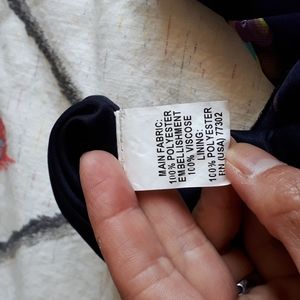 MAIN FABRIC:
100% POLYESTER
EMBELLISHMENT
100% VISCOSE
LINING:
100% POLYESTER
RN (USA) 77302